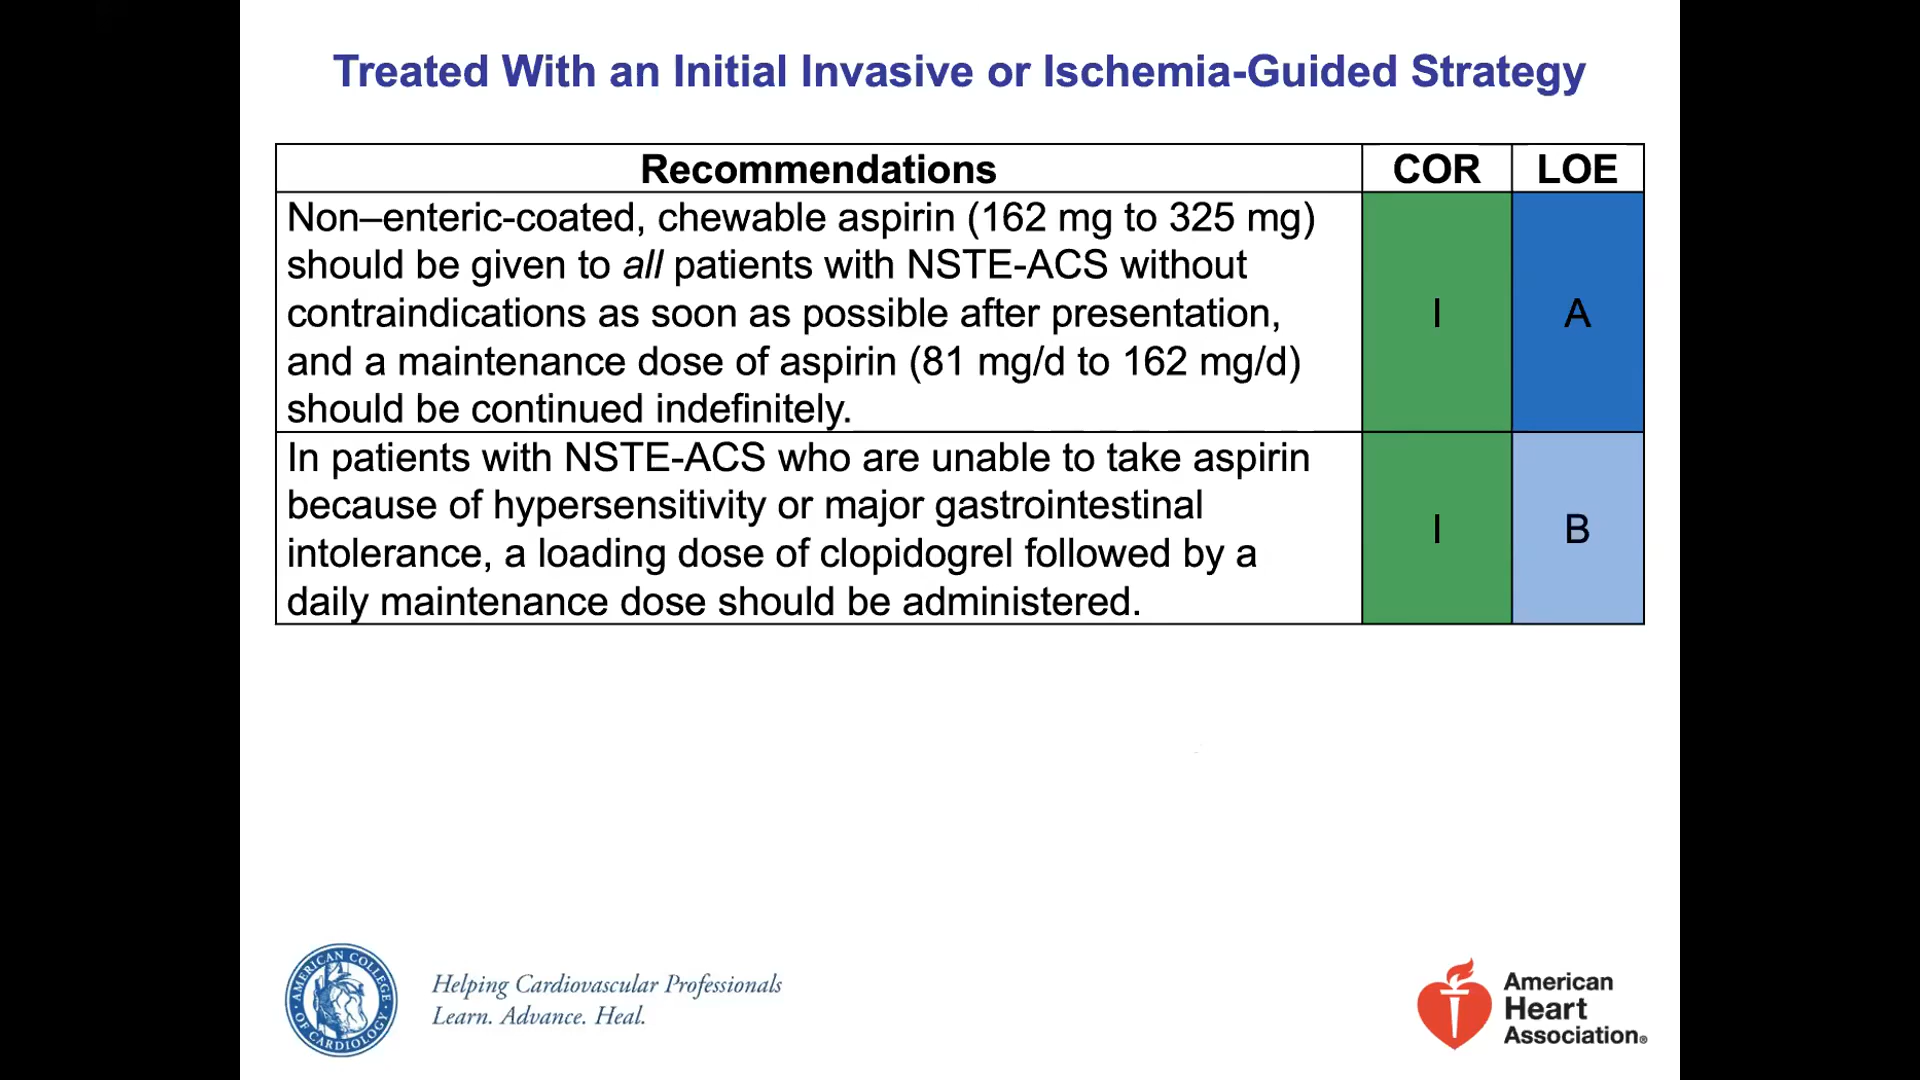 Treated With an Initial Invasive or Ischemia-Guided Strategy
Recommendations COR LOE
Non–enteric-coated, chewable aspirin (162 mg to 325 mg)
should be given to all patients with NSTE-ACS without
contraindications as soon as possible after presentation,
and a maintenance dose of aspirin (81 mg/d to 162 mg/d)
should be continued indefinitely.
I A
In patients with NSTE-ACS who are unable to take aspirin
because of hypersensitivity or major gastrointestinal
intolerance, a loading dose of clopidogrel followed by a
daily maintenance dose should be administered.
I B
AMERICAN COLLEGE OF CARDIOLOGY
Helping Cardiovascular Professionals
Learn. Advance. Heal.
American
Heart
Association®